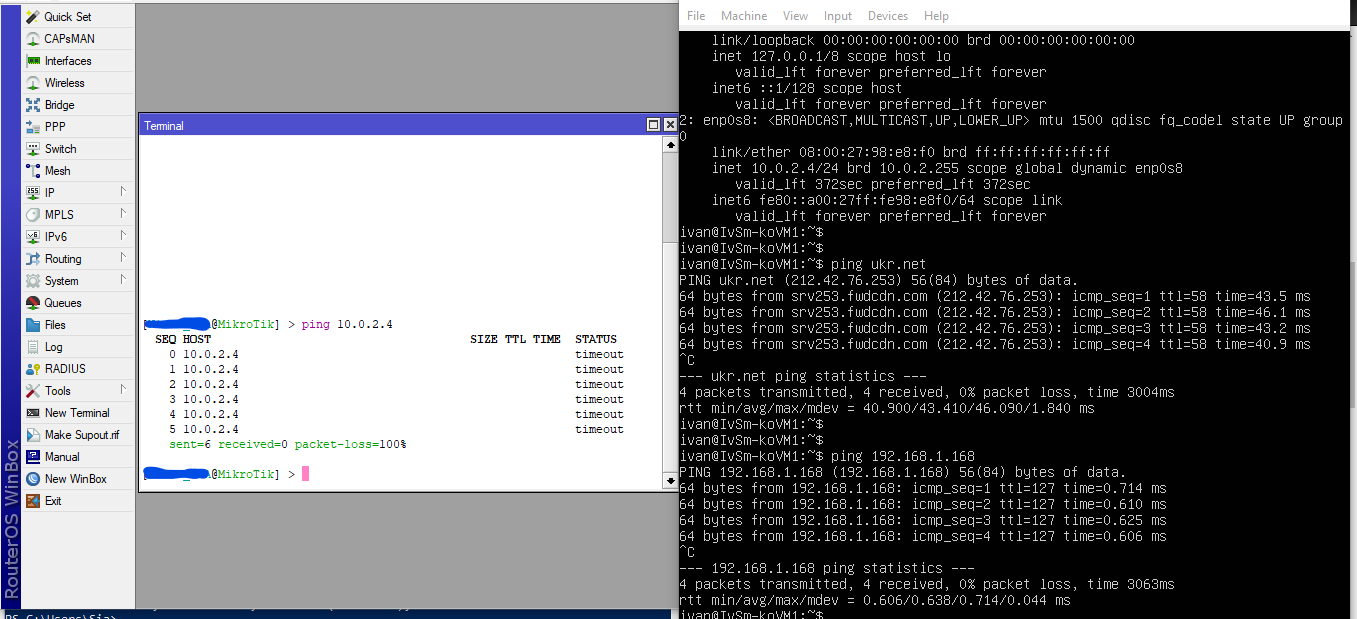 Quick Set
CAPsMAN
Interfaces
Wireless
Bridge
PPP
Switch
Mesh
IP
MPLS
IPv6
Routing
System
Queues
Files
Log
RADIUS
Tools
New Terminal
Make Supout.rif
Manual
New WinBox
Exit
RouterOS WinBox
Terminal
@MikroTik] > ping 10.0.2.4
SEQ HOST SIZE TTL TIME STATUS
0 10.0.2.4 timeout
1 10.0.2.4 timeout
2 10.0.2.4 timeout
3 10.0.2.4 timeout
4 10.0.2.4 timeout
5 10.0.2.4 timeout
sent=6 received=0 packet-loss=100%
@MikroTik] >
File Machine View Input Devices Help
link/loopback 00:00:00:00:00:00 brd 00:00:00:00:00:00
inet 127.0.0.1/8 scope host lo
valid_lft forever preferred_lft forever
inet6 ::1/128 scope host
valid_lft forever preferred_lft forever
2: enp0s8: <BROADCAST,MULTICAST,UP,LOWER_UP> mtu 1500 qdisc fq_codel state UP group
0
link/ether 08:00:27:98:e8:f0 brd ff:ff:ff:ff:ff:ff
inet 10.0.2.4/24 brd 10.0.2.255 scope global dynamic enp0s8
valid_lft 372sec preferred_lft 372sec
inet6 fe80::a00:27ff:fe98:e8f0/64 scope link
valid_lft forever preferred_lft forever
ivan@IvSm-koVM1:~$
ivan@IvSm-koVM1:~$
ivan@IvSm-koVM1:~$ ping ukr.net
PING ukr.net (212.42.76.253) 56(84) bytes of data.
64 bytes from srv253.fwdcdn.com (212.42.76.253): icmp_seq=1 ttl=58 time=43.5 ms
64 bytes from srv253.fwdcdn.com (212.42.76.253): icmp_seq=2 ttl=58 time=46.1 ms
64 bytes from srv253.fwdcdn.com (212.42.76.253): icmp_seq=3 ttl=58 time=43.2 ms
64 bytes from srv253.fwdcdn.com (212.42.76.253): icmp_seq=4 ttl=58 time=40.9 ms
^C
--- ukr.net ping statistics ---
4 packets transmitted, 4 received, 0% packet loss, time 3004ms
rtt min/avg/max/mdev = 40.900/43.410/46.090/1.840 ms
ivan@IvSm-koVM1:~$
ivan@IvSm-koVM1:~$
ivan@IvSm-koVM1:~$ ping 192.168.1.168
PING 192.168.1.168 (192.168.1.168) 56(84) bytes of data.
64 bytes from 192.168.1.168: icmp_seq=1 ttl=127 time=0.714 ms
64 bytes from 192.168.1.168: icmp_seq=2 ttl=127 time=0.610 ms
64 bytes from 192.168.1.168: icmp_seq=3 ttl=127 time=0.625 ms
64 bytes from 192.168.1.168: icmp_seq=4 ttl=127 time=0.606 ms
^C
--- 192.168.1.168 ping statistics ---
4 packets transmitted, 4 received, 0% packet loss, time 3063ms
rtt min/avg/max/mdev = 0.606/0.638/0.714/0.044 ms
ivan@IvSm-koVM1:~$